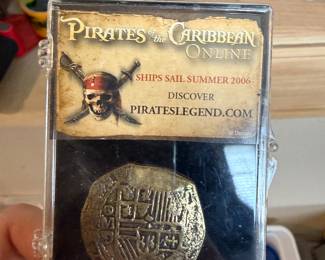 PIRATES of the CARIBBEAN
ONLINE
SHIPS SAIL SUMMER 2006
DISCOVER
PIRATESLEGEND.COM